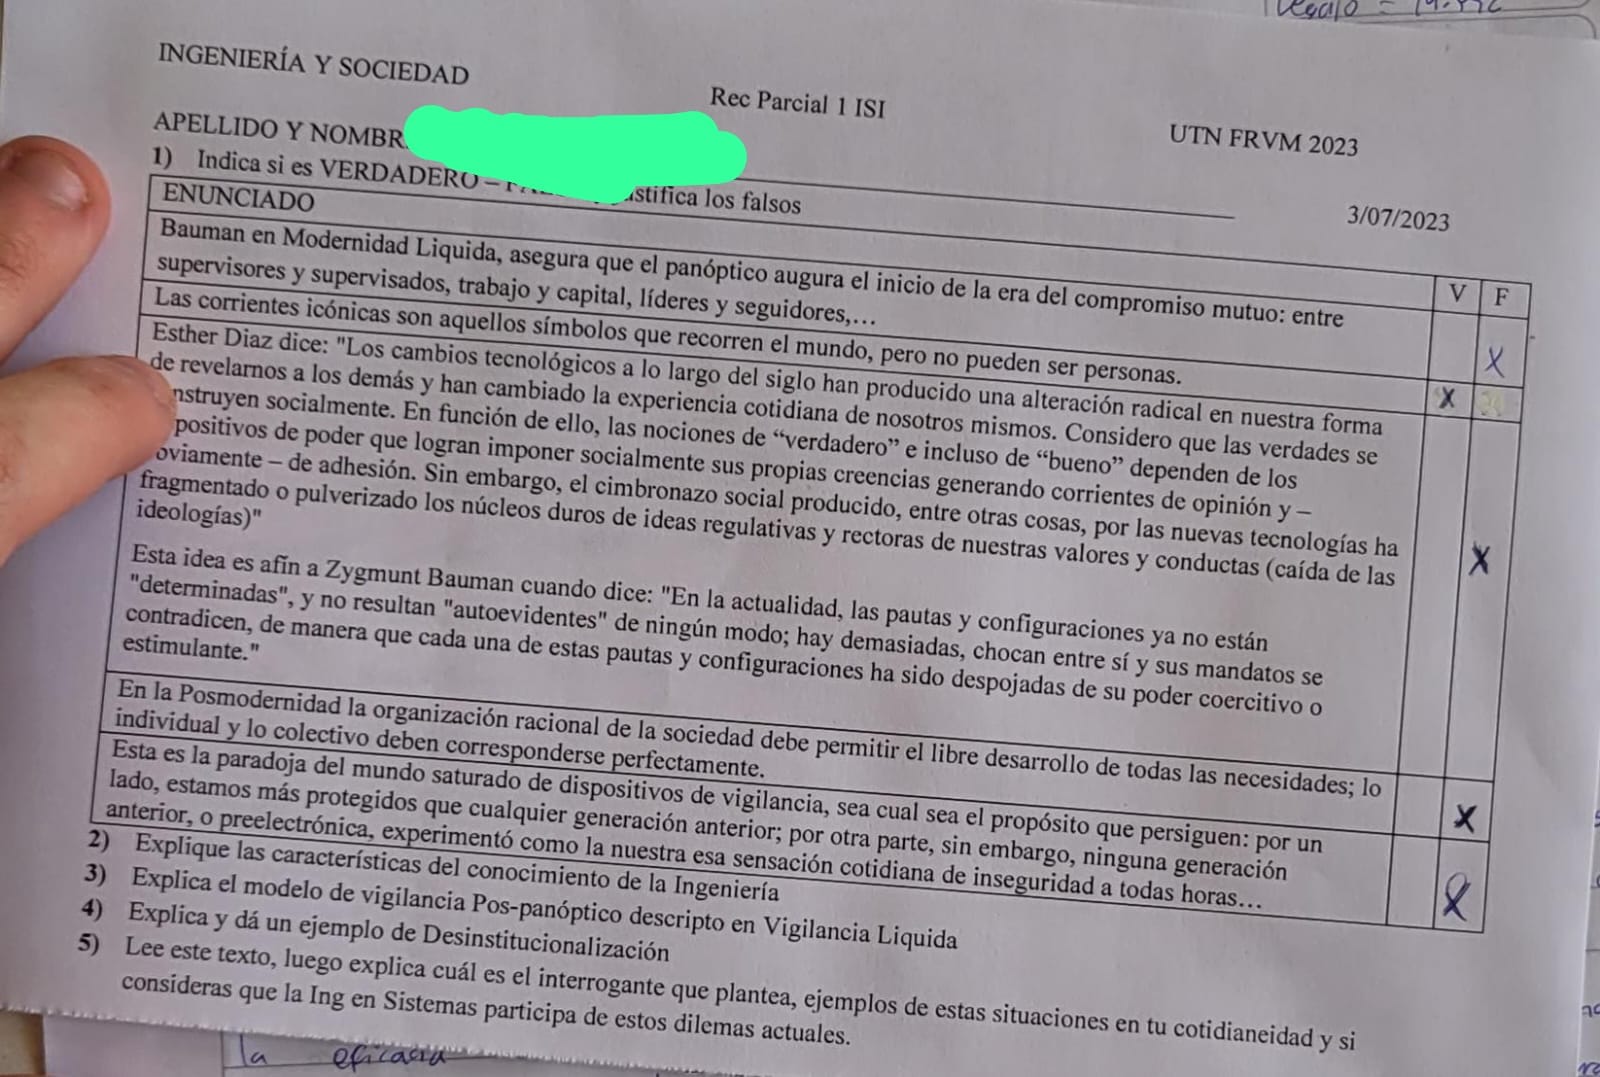 INGENIERÍA Y SOCIEDAD
Rec Parcial 1 ISI
UTN FRVM 2023
APELLIDO Y NOMBR
3/07/2023
1) Indica si es VERDADERO – justifica los falsos
ENUNCIADO V F
Bauman en Modernidad Liquida, asegura que el panóptico augura el inicio de la era del compromiso mutuo: entre
supervisores y supervisados, trabajo y capital, líderes y seguidores,… X
Las corrientes icónicas son aquellos símbolos que recorren el mundo, pero no pueden ser personas. X
Esther Diaz dice: "Los cambios tecnológicos a lo largo del siglo han producido una alteración radical en nuestra forma
de revelarnos a los demás y han cambiado la experiencia cotidiana de nosotros mismos. Considero que las verdades se
nstruyen socialmente. En función de ello, las nociones de “verdadero” e incluso de “bueno” dependen de los
positivos de poder que logran imponer socialmente sus propias creencias generando corrientes de opinión y –
oviamente – de adhesión. Sin embargo, el cimbronazo social producido, entre otras cosas, por las nuevas tecnologías ha
fragmentado o pulverizado los núcleos duros de ideas regulativas y rectoras de nuestras valores y conductas (caída de las
ideologías)" X
Esta idea es afín a Zygmunt Bauman cuando dice: "En la actualidad, las pautas y configuraciones ya no están
"determinadas", y no resultan "autoevidentes" de ningún modo; hay demasiadas, chocan entre sí y sus mandatos se
contradicen, de manera que cada una de estas pautas y configuraciones ha sido despojadas de su poder coercitivo o
estimulante."
En la Posmodernidad la organización racional de la sociedad debe permitir el libre desarrollo de todas las necesidades; lo
individual y lo colectivo deben corresponderse perfectamente. X
Esta es la paradoja del mundo saturado de dispositivos de vigilancia, sea cual sea el propósito que persiguen: por un
lado, estamos más protegidos que cualquier generación anterior; por otra parte, sin embargo, ninguna generación
anterior, o preelectrónica, experimentó como la nuestra esa sensación cotidiana de inseguridad a todas horas…
2) Explique las características del conocimiento de la Ingeniería
3) Explica el modelo de vigilancia Pos-panóptico descripto en Vigilancia Liquida
4) Explica y dá un ejemplo de Desinstitucionalización
5) Lee este texto, luego explica cuál es el interrogante que plantea, ejemplos de estas situaciones en tu cotidianeidad y si
consideras que la Ing en Sistemas participa de estos dilemas actuales.
la eficacia